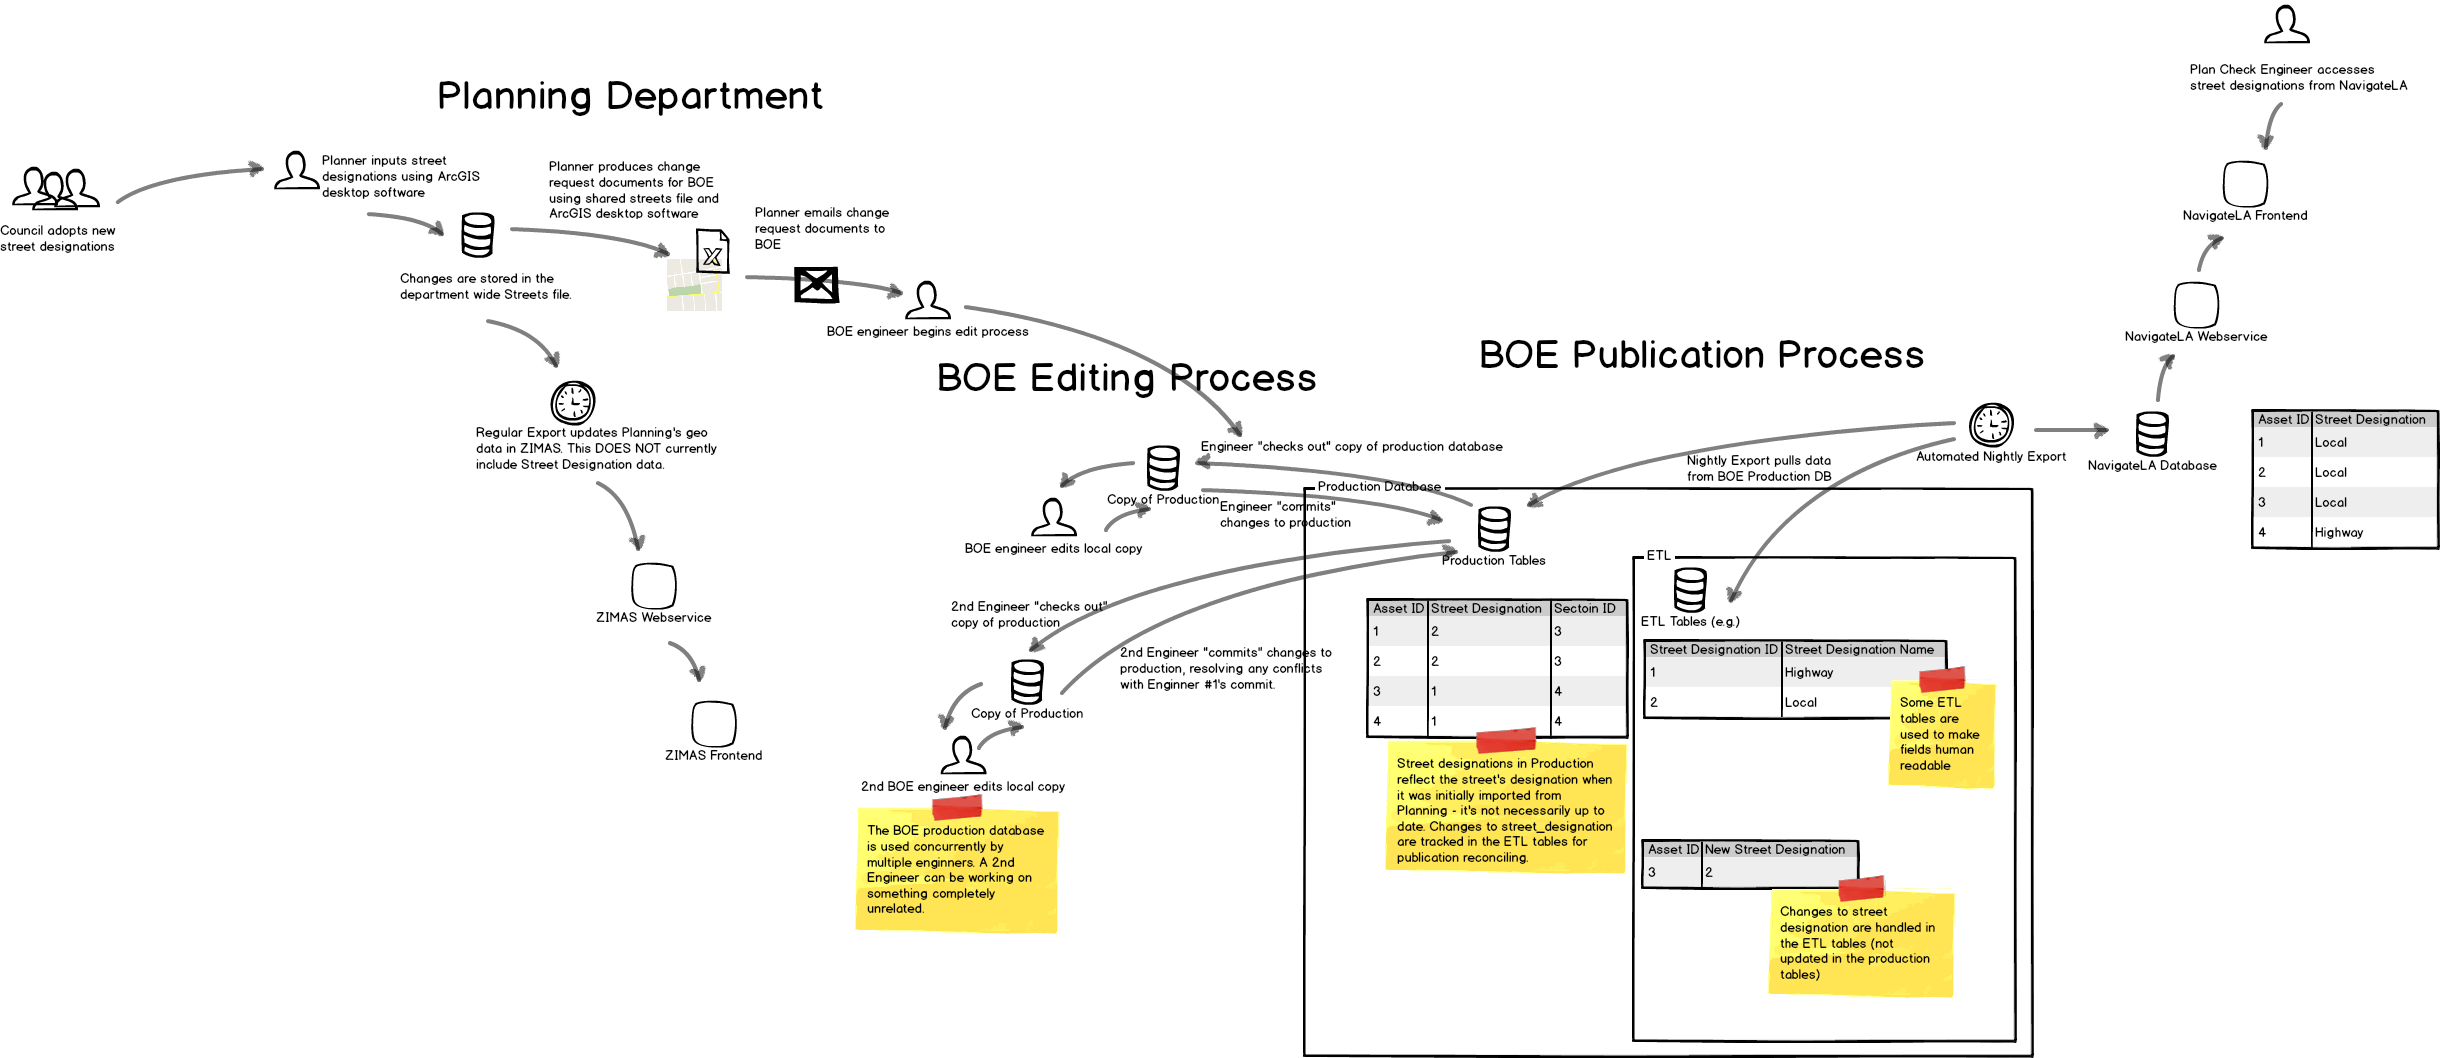 Planning Department
Council adopts new
street designations
Planner inputs street
designations using ArcGIS
desktop software
Changes are stored in the
department wide Streets file.
Planner produces change
request documents for BOE
using shared streets file and
ArcGIS desktop software
X
Planner emails change
request documents to
BOE
BOE engineer begins edit process
Regular Export updates Planning's geo
data in ZIMAS. This DOES NOT currently
include Street Designation data.
ZIMAS Webservice
ZIMAS Frontend
BOE Editing Process
Engineer "checks out" copy of production database
Copy of Production
Engineer "commits"
changes to production
BOE engineer edits local copy
2nd Engineer "checks out"
copy of production
2nd Engineer "commits" changes to
production, resolving any conflicts
with Enginner #1's commit.
Copy of Production
2nd BOE engineer edits local copy
The BOE production database
is used concurrently by
multiple enginners. A 2nd
Engineer can be working on
something completely
unrelated.
BOE Publication Process
Production Database
Production Tables
Asset ID Street Designation Sectoin ID
1 2 3
2 2 3
3 1 4
4 1 4
Street designations in Production
reflect the street's designation when
it was initially imported from
Planning - it's not necessarily up to
date. Changes to street_designation
are tracked in the ETL tables for
publication reconciling.
ETL
ETL Tables (e.g.)
Street Designation ID Street Designation Name
1 Highway
2 Local
Some ETL
tables are
used to make
fields human
readable
Asset ID New Street Designation
3 2
Changes to street
designation are handled in
the ETL tables (not
updated in the production
tables)
Nightly Export pulls data
from BOE Production DB
Automated Nightly Export
NavigateLA Database
NavigateLA Webservice
NavigateLA Frontend
Plan Check Engineer accesses
street designations from NavigateLA
Asset ID Street Designation
1 Local
2 Local
3 Local
4 Highway